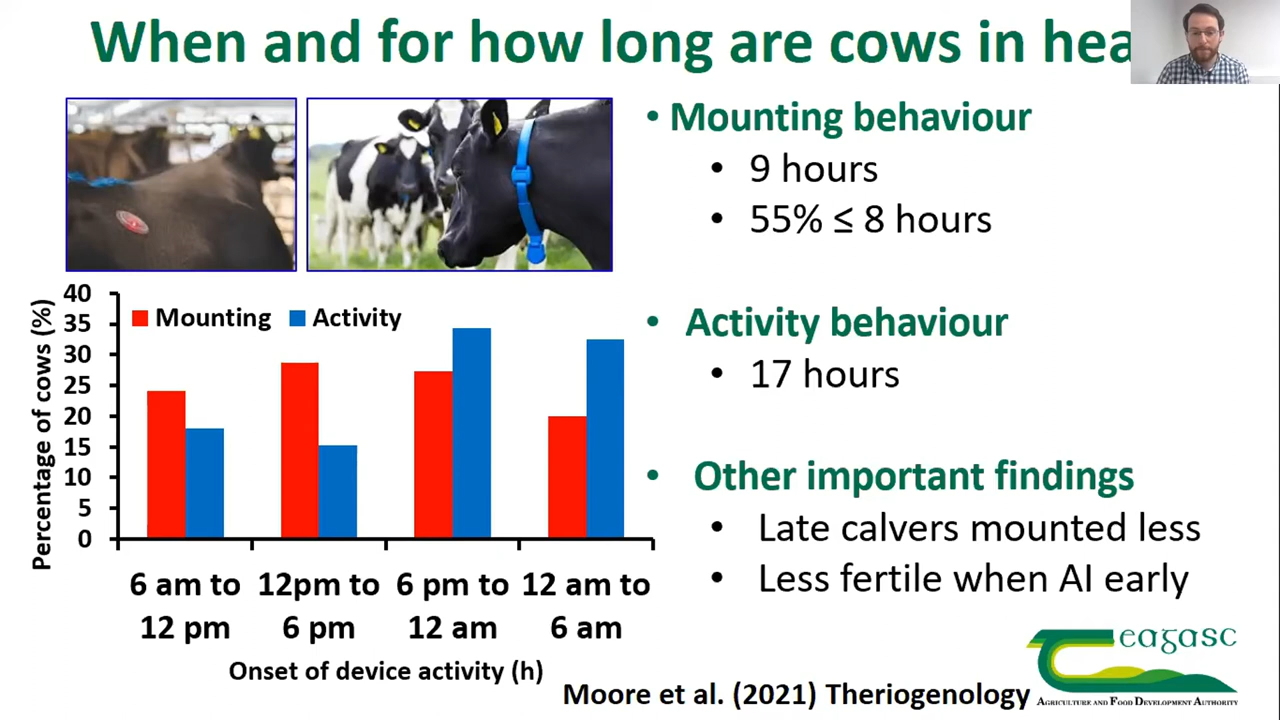 When and for how long are cows in hea
• Mounting behaviour
• 9 hours
• 55% ≤ 8 hours
• Activity behaviour
• 17 hours
• Other important findings
• Late calvers mounted less
• Less fertile when AI early
Percentage of cows (%)
40
35
30
25
20
15
10
5
0
Mounting Activity
6 am to 12 pm
12pm to 6 pm
6 pm to 12 am
12 am to 6 am
Onset of device activity (h)
Moore et al. (2021) Theriogenology
eagasc
AGRICULTURE AND FOOD DEVELOPMENT AUTHORITY